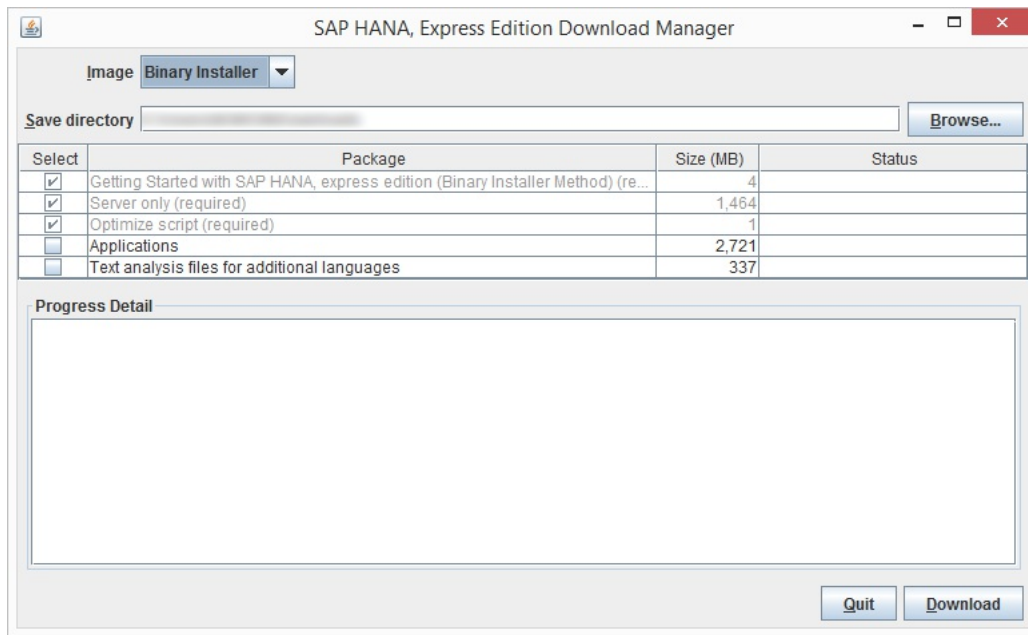 SAP HANA, Express Edition Download Manager
Image Binary Installer
Save directory Browse...
Select Package Size (MB) Status
Getting Started with SAP HANA, express edition (Binary Installer Method) (re... 4
Server only (required) 1,464
Optimize script (required) 1
Applications 2,721
Text analysis files for additional languages 337
Progress Detail
Quit Download